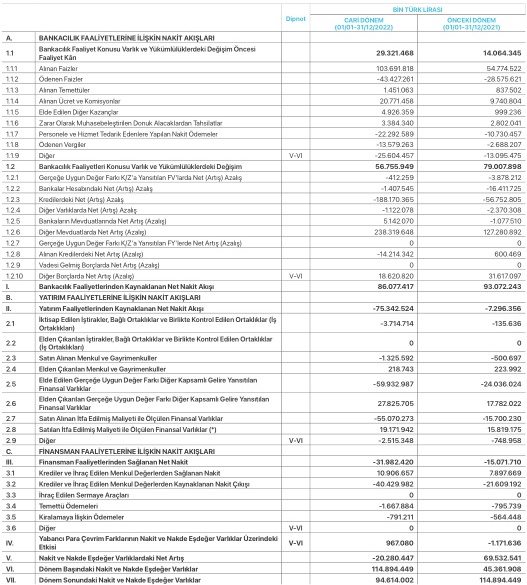 BİN TÜRK LİRASI
Dipnot CARİ DÖNEM ÖNCEKİ DÖNEM
(01/01-31/12/2022) (01/01-31/12/2021)
A. BANKACILIK FAALİYETLERİNE İLİŞKİN NAKİT AKIŞLARI
1.1 Bankacılık Faaliyet Konusu Varlık ve Yükümlülüklerdeki Değişim Öncesi
Faaliyet Kârı 29.321.468 14.064.345
1.1.1 Alınan Faizler 103.691.818 54.774.522
1.1.2 Ödenen Faizler -43.427.261 -28.575.621
1.1.3 Alınan Temettüler 1.451.063 837.502
1.1.4 Alınan Ücret ve Komisyonlar 20.771.458 9.740.804
1.1.5 Elde Edilen Diğer Kazançlar 4.926.359 999.236
1.1.6 Zarar Olarak Muhasebeleştirilen Donuk Alacaklardan Tahsilatlar 3.384.340 2.802.041
1.1.7 Personele ve Hizmet Tedarik Edenlere Yapılan Nakit Ödemeler -22.292.589 -10.730.457
1.1.8 Ödenen Vergiler -13.579.263 -2.688.207
1.1.9 Diğer V-VI -25.604.457 -13.095.475
1.2 Bankacılık Faaliyetleri Konusu Varlık ve Yükümlülüklerdeki Değişim 56.755.949 79.007.898
1.2.1 Gerçeğe Uygun Değer Farkı K/Z'a Yansıtılan FV'larda Net (Artış) Azalış -412.259 -3.878.212
1.2.2 Bankalar Hesabındaki Net (Artış) Azalış -1.407.545 -16.411.725
1.2.3 Kredilerdeki Net (Artış) Azalış -188.170.365 -56.752.805
1.2.4 Diğer Varlıklarda Net (Artış) Azalış -1.122.078 -2.370.308
1.2.5 Bankaların Mevduatlarında Net Artış (Azalış) 5.142.070 -1.077.510
1.2.6 Diğer Mevduatlarda Net Artış (Azalış) 238.319.648 127.280.892
1.2.7 Gerçeğe Uygun Değer Farkı K/Z'a Yansıtılan FY'lerde Net Artış (Azalış) 0 0
1.2.8 Alınan Kredilerdeki Net Artış (Azalış) -14.214.342 600.469
1.2.9 Vadesi Gelmiş Borçlarda Net Artış (Azalış) 0 0
1.2.10 Diğer Borçlarda Net Artış (Azalış) V-VI 18.620.820 31.617.097
I. Bankacılık Faaliyetlerinden Kaynaklanan Net Nakit Akışı 86.077.417 93.072.243
B. YATIRIM FAALİYETLERİNE İLİŞKİN NAKİT AKIŞLARI
II. Yatırım Faaliyetlerinden Kaynaklanan Net Nakit Akışı -75.342.524 -7.296.356
2.1 İktisap Edilen İştirakler, Bağlı Ortaklıklar ve Birlikte Kontrol Edilen Ortaklıklar (İş
Ortaklıkları) -3.714.714 -135.636
2.2 Elden Çıkarılan İştirakler, Bağlı Ortaklıklar ve Birlikte Kontrol Edilen Ortaklıklar
(İş Ortaklıkları) 0 0
2.3 Satın Alınan Menkul ve Gayrimenkuller -1.325.592 -500.697
2.4 Elden Çıkarılan Menkul ve Gayrimenkuller 218.743 223.992
2.5 Elde Edilen Gerçeğe Uygun Değer Farkı Diğer Kapsamlı Gelire Yansıtılan
Finansal Varlıklar -59.932.987 -24.036.024
2.6 Elden Çıkarılan Gerçeğe Uygun Değer Farkı Diğer Kapsamlı Gelire Yansıtılan
Finansal Varlıklar 27.825.705 17.782.022
2.7 Satın Alınan İtfa Edilmiş Maliyeti ile Ölçülen Finansal Varlıklar -55.070.273 -15.700.230
2.8 Satılan İtfa Edilmiş Maliyeti ile Ölçülen Finansal Varlıklar (*) 19.171.942 15.819.175
2.9 Diğer V-VI -2.515.348 -748.958
C. FİNANSMAN FAALİYETLERİNE İLİŞKİN NAKİT AKIŞLARI
III. Finansman Faaliyetlerinden Sağlanan Net Nakit -31.982.420 -15.071.710
3.1 Krediler ve İhraç Edilen Menkul Değerlerden Sağlanan Nakit 10.906.657 7.897.669
3.2 Krediler ve İhraç Edilen Menkul Değerlerden Kaynaklanan Nakit Çıkışı -40.429.982 -21.609.192
3.3 İhraç Edilen Sermaye Araçları 0 0
3.4 Temettü Ödemeleri -1.667.884 -795.739
3.5 Kiralamaya İlişkin Ödemeler -791.211 -564.448
3.6 Diğer V-VI 0 0
IV. Yabancı Para Çevrim Farklarının Nakit ve Nakde Eşdeğer Varlıklar Üzerindeki
Etkisi V-VI 967.080 -1.171.636
V. Nakit ve Nakde Eşdeğer Varlıklardaki Net Artış -20.280.447 69.532.541
VI. Dönem Başındaki Nakit ve Nakde Eşdeğer Varlıklar 114.894.449 45.361.908
VII. Dönem Sonundaki Nakit ve Nakde Eşdeğer Varlıklar 94.614.002 114.894.449